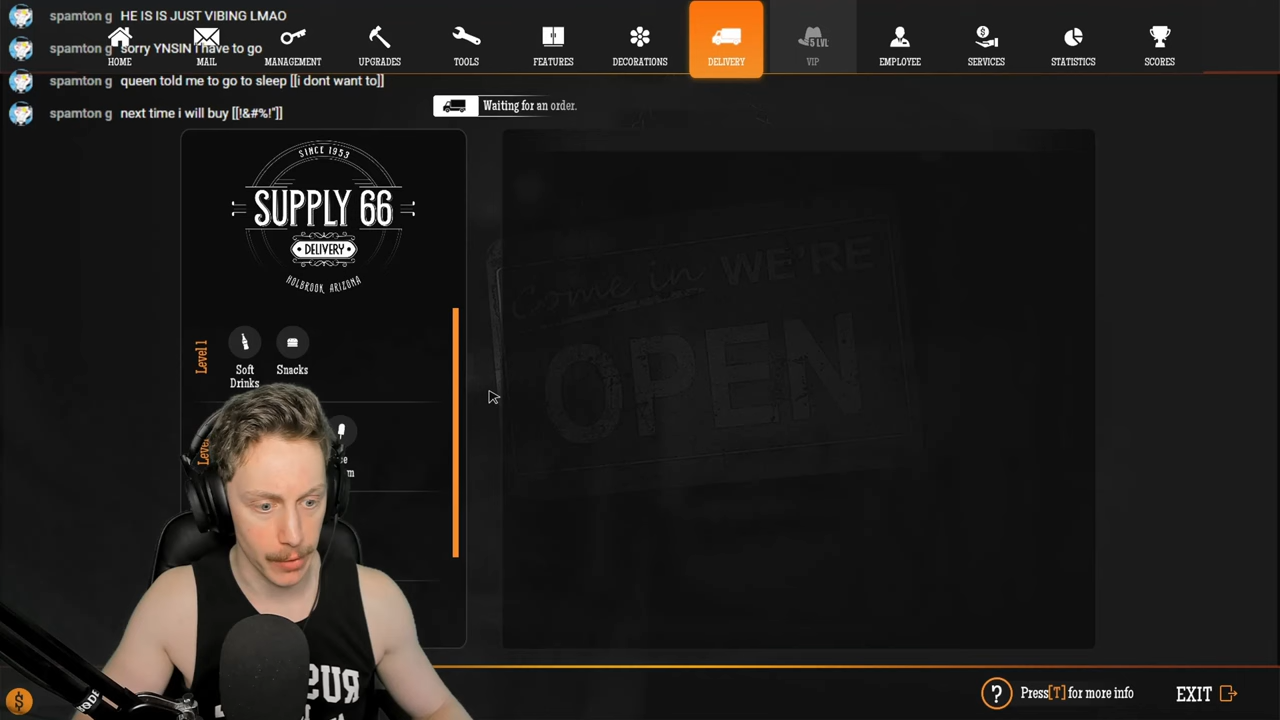 spamton g HE IS IS JUST VIBING LMAO
spamton g sorry YNSIN i have to go
spamton g queen told me to go to sleep [[i dont want to]]
spamton g next time i will buy [[!&#%!"]]
HOME MAIL MANAGEMENT UPGRADES TOOLS FEATURES DECORATIONS DELIVERY 5 LVL VIP EMPLOYEE SERVICES STATISTICS SCORES
Waiting for an order.
SINCE 1953
SUPPLY 66
DELIVERY
HOLBROOK, ARIZONA
Come in WE'RE
OPEN
Level 1
Soft
Drinks
Snacks
Press[T] for more info
EXIT